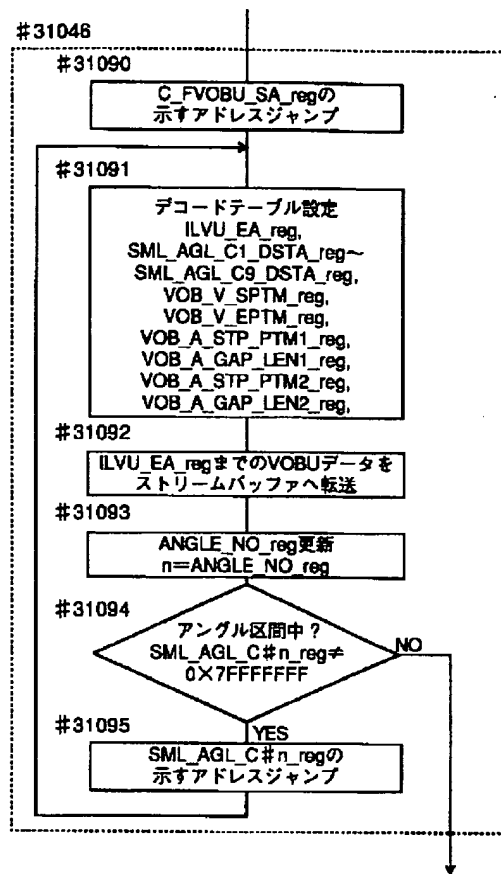 #31046
#31090
C_FVOBU_SA_regの
示すアドレスジャンプ
#31091
デコードテーブル設定
ILVU_EA_reg,
SML_AGL_C1_DSTA_reg~
SML_AGL_C9_DSTA_reg,
VOB_V_SPTM_reg,
VOB_V_EPTM_reg,
VOB_A_STP_PTM1_reg,
VOB_A_GAP_LEN1_reg,
VOB_A_STP_PTM2_reg,
VOB_A_GAP_LEN2_reg,
#31092
ILVU_EA_regまでのVOBUデータを
ストリームバッファへ転送
#31093
ANGLE_NO_reg更新
n=ANGLE_NO_reg
#31094
アングル区間中?
SML_AGL_C#n_reg≠
0×7FFFFFFF
NO
YES
#31095
SML_AGL_C#n_regの
示すアドレスジャンプ